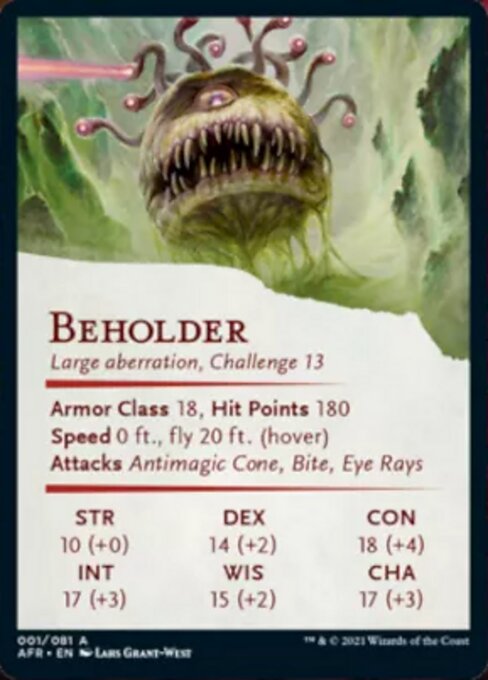 BEHOLDER
Large aberration, Challenge 13
Armor Class 18, Hit Points 180
Speed 0 ft., fly 20 ft. (hover)
Attacks Antimagic Cone, Bite, Eye Rays
STR DEX CON
10 (+0) 14 (+2) 18 (+4)
INT WIS CHA
17 (+3) 15 (+2) 17 (+3)
001/081 A
AFR • EN LARS GRANT-WEST
™ & © 2021 Wizards of the Coast